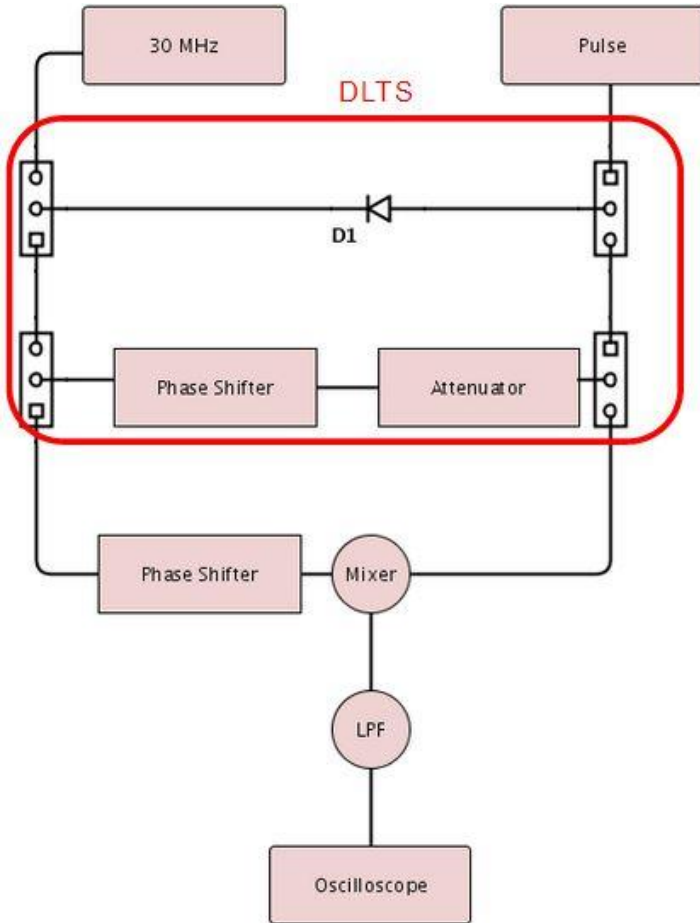 30 MHz
Pulse
DLTS
D1
Phase Shifter
Attenuator
Phase Shifter
Mixer
LPF
Oscilloscope